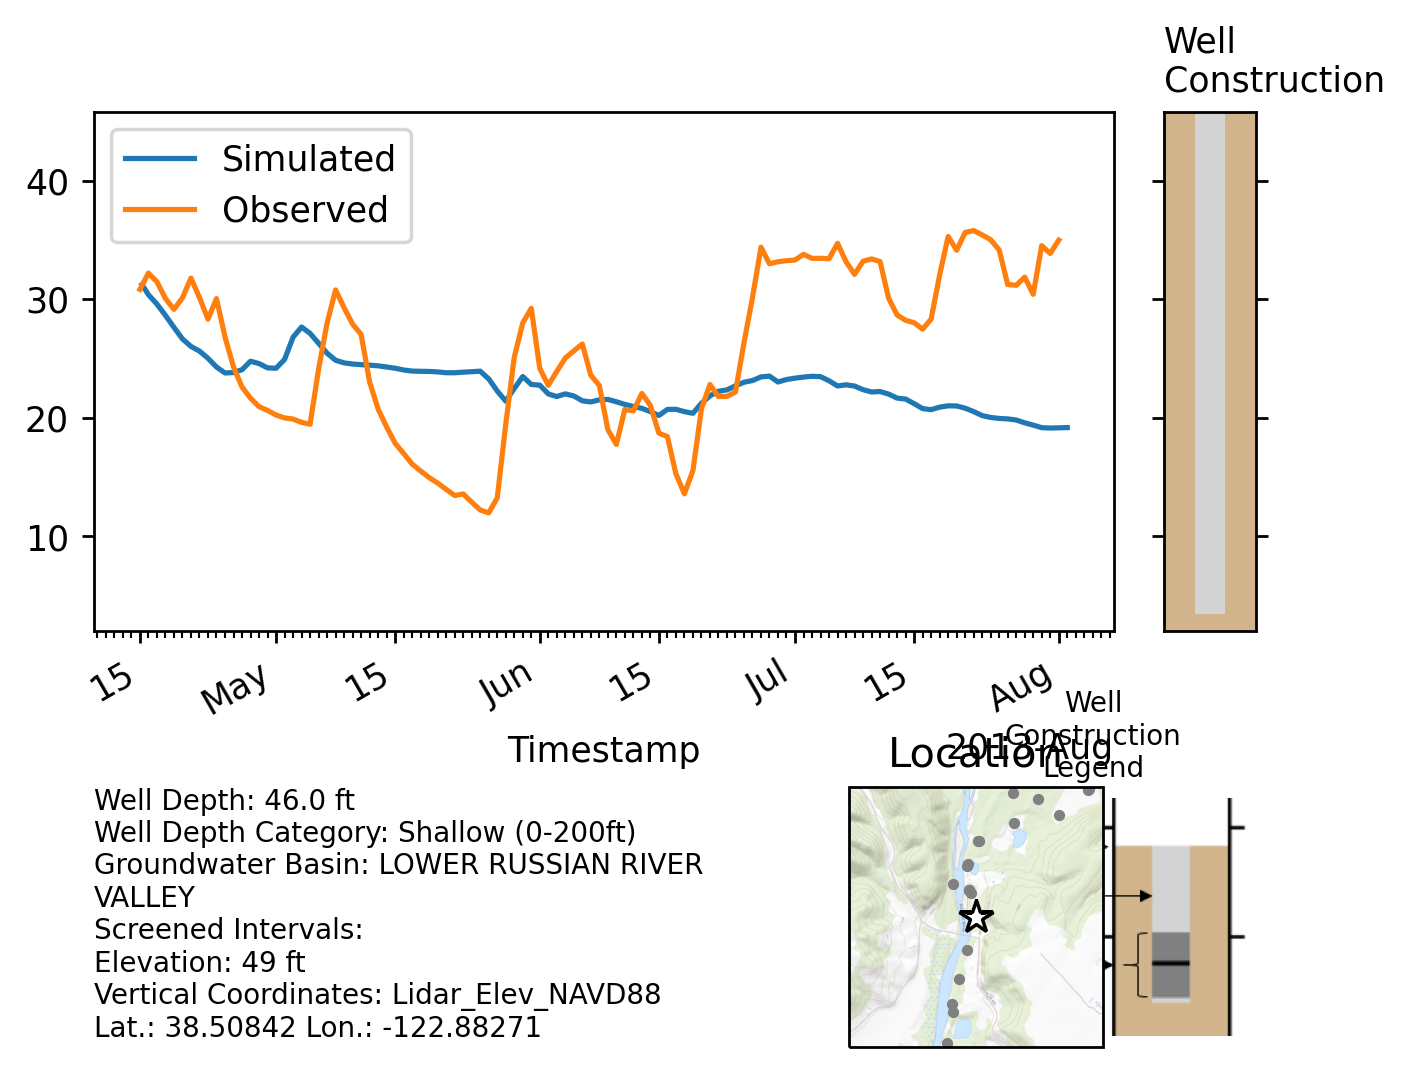 Well
Construction
Simulated
Observed
40
30
20
10
15
May
15
Jun
15
Jul
15
Aug
Timestamp
2013-Aug
Location
Well
Construction
Legend
Well Depth: 46.0 ft
Well Depth Category: Shallow (0-200ft)
Groundwater Basin: LOWER RUSSIAN RIVER
VALLEY
Screened Intervals:
Elevation: 49 ft
Vertical Coordinates: Lidar_Elev_NAVD88
Lat.: 38.50842 Lon.: -122.88271